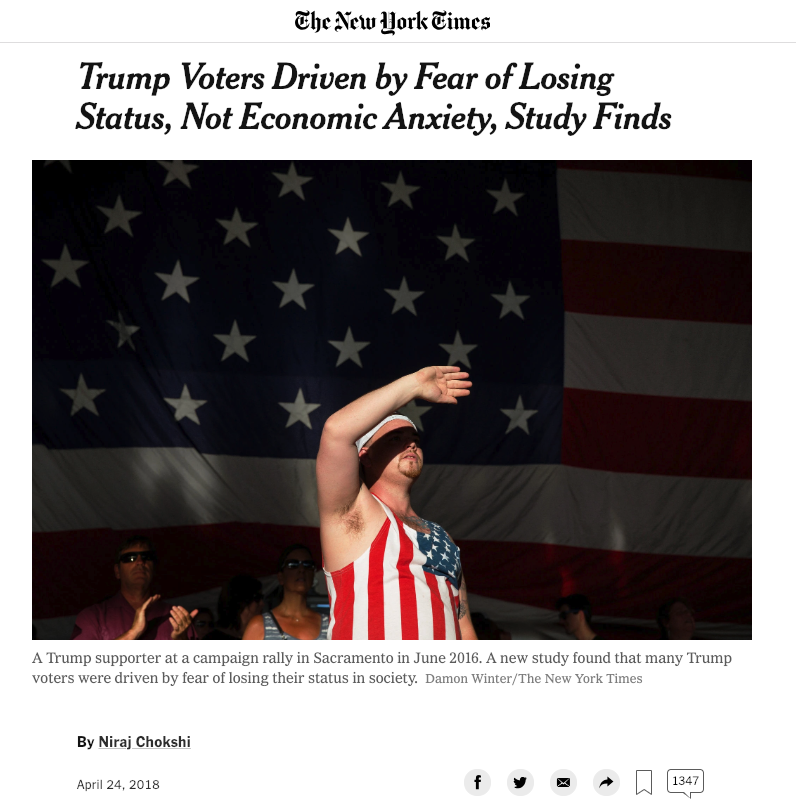 The New York Times
Trump Voters Driven by Fear of Losing
Status, Not Economic Anxiety, Study Finds
A Trump supporter at a campaign rally in Sacramento in June 2016. A new study found that many Trump
voters were driven by fear of losing their status in society. Damon Winter/The New York Times
By Niraj Chokshi
April 24, 2018
1347